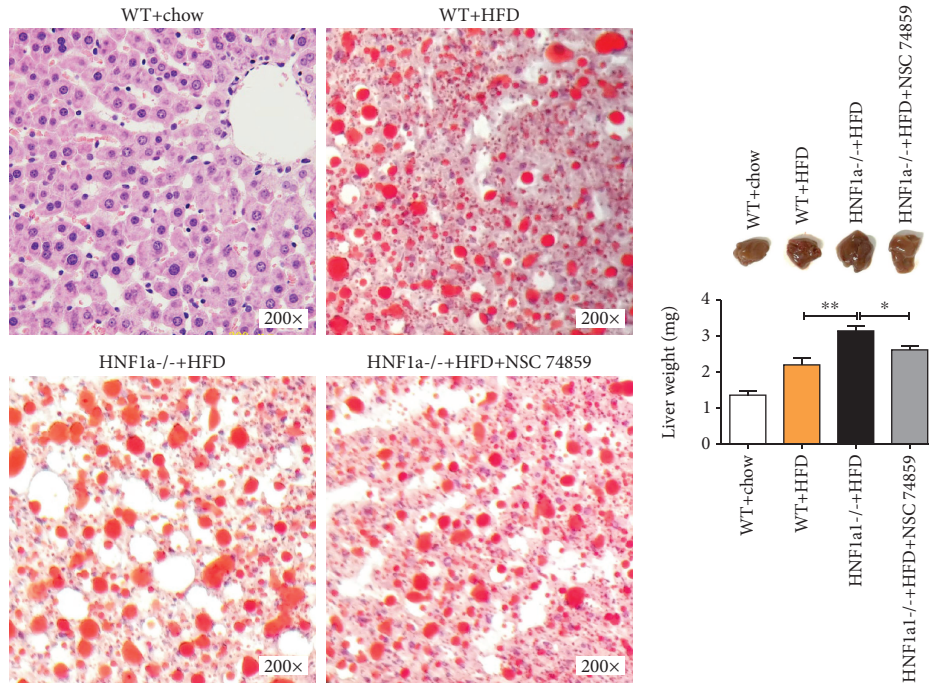 WT+chow
WT+HFD
200×
200×
HNF1a-/-+HFD
HNF1a-/-+HFD+NSC 74859
200×
200×
WT+chow
WT+HFD
HNF1a-/-+HFD
HNF1a-/-+HFD+NSC 74859
Liver weight (mg)
4
3
2
1
0
**
*
WT+chow
WT+HFD
HNF1a1-/-+HFD
HNF1a1-/-+HFD+NSC 74859